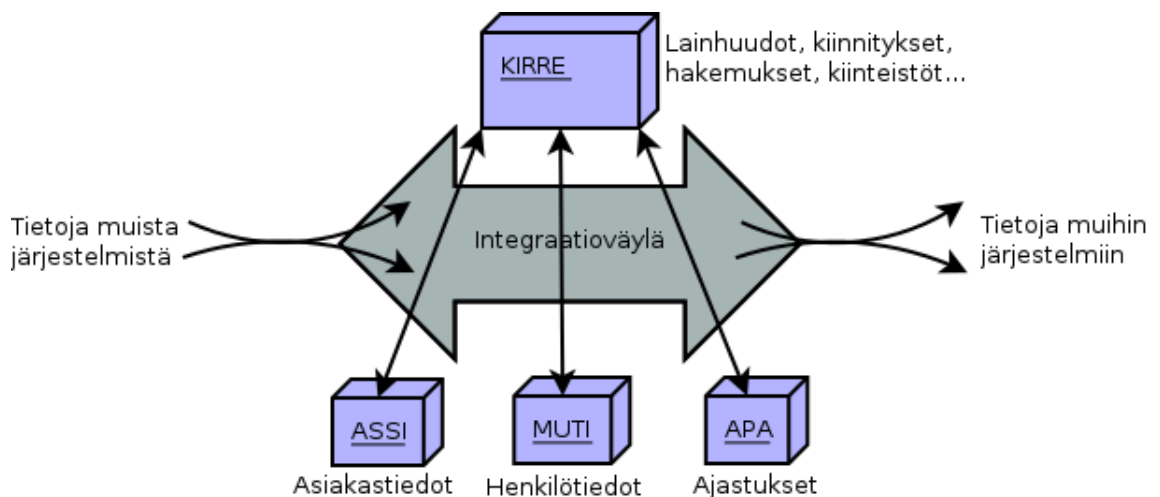 KIRRE
Lainhuudot, kiinnitykset,
hakemukset, kiinteistöt...
Tietoja muista
järjestelmistä
Integraatioväylä
Tietoja muihin
järjestelmiin
ASSI
MUTI
APA
Asiakastiedot
Henkilötiedot
Ajastukset